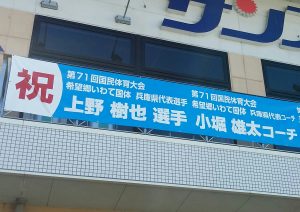 祝
第71回国民体育大会
希望郷いわて国体 兵庫県代表選手
上野 樹也 選手
第71回国民体育大会
希望郷いわて国体 兵庫県代表コーチ
小堀 雄太コーチ